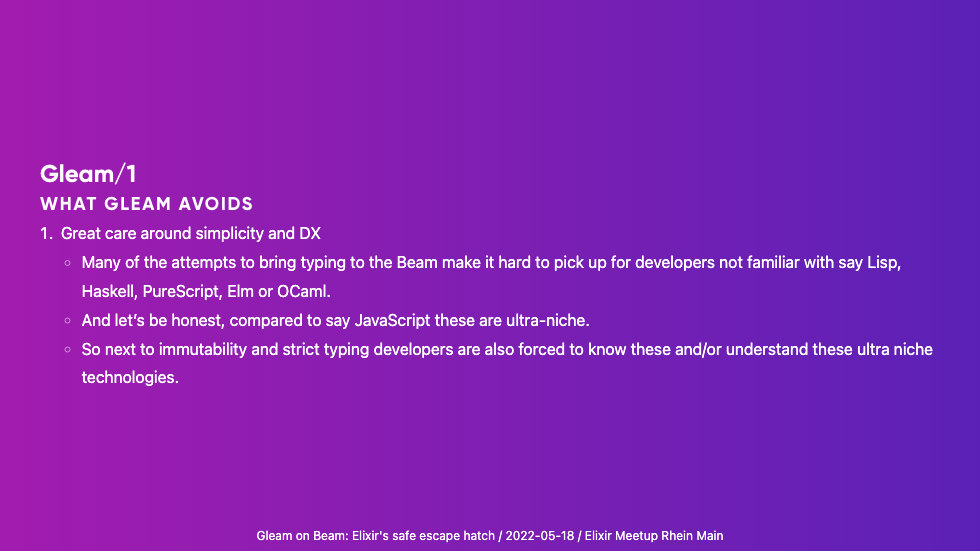 Gleam/1
WHAT GLEAM AVOIDS
1. Great care around simplicity and DX
◦ Many of the attempts to bring typing to the Beam make it hard to pick up for developers not familiar with say Lisp,
Haskell, PureScript, Elm or OCaml.
◦ And let’s be honest, compared to say JavaScript these are ultra-niche.
◦ So next to immutability and strict typing developers are also forced to know these and/or understand these ultra niche
technologies.
Gleam on Beam: Elixir's safe escape hatch / 2022-05-18 / Elixir Meetup Rhein Main